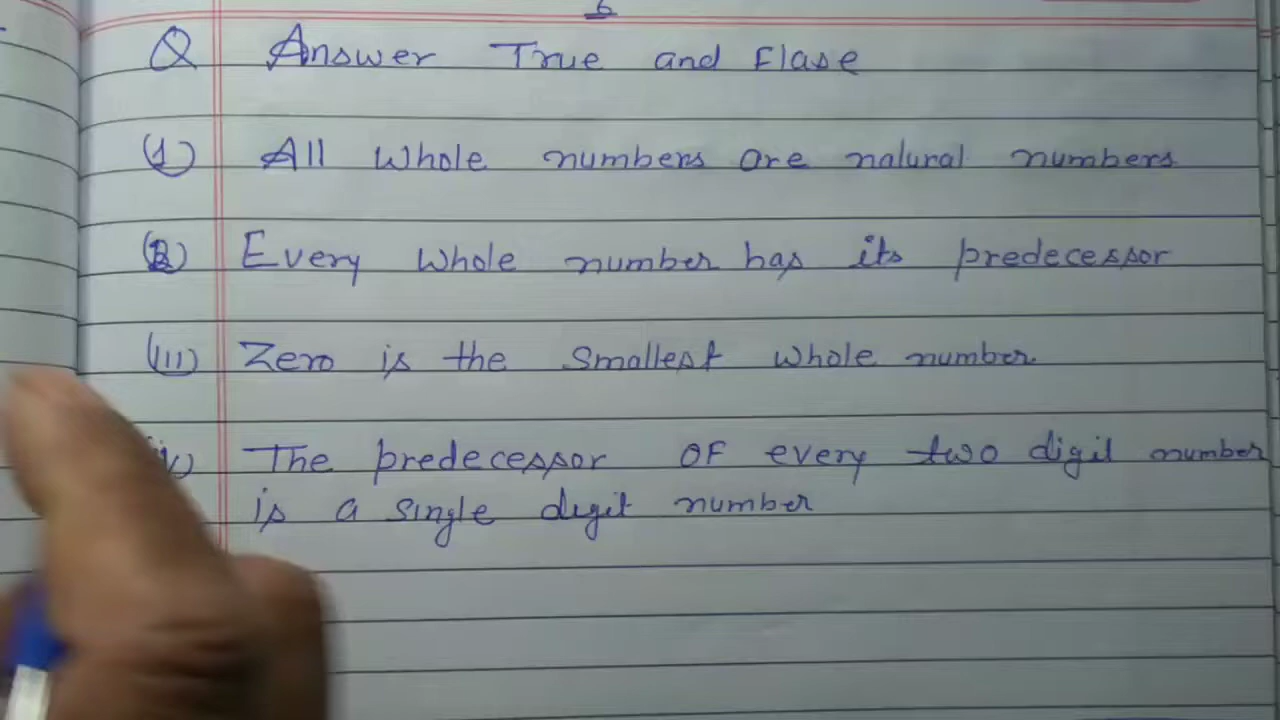 6
Q Answer True and Flase
(1) All Whole numbers are natural numbers
(2) Every Whole number has its predecessor
(III) Zero is the Smallest Whole number.
The predecessor OF every two digit number
is a single digit number